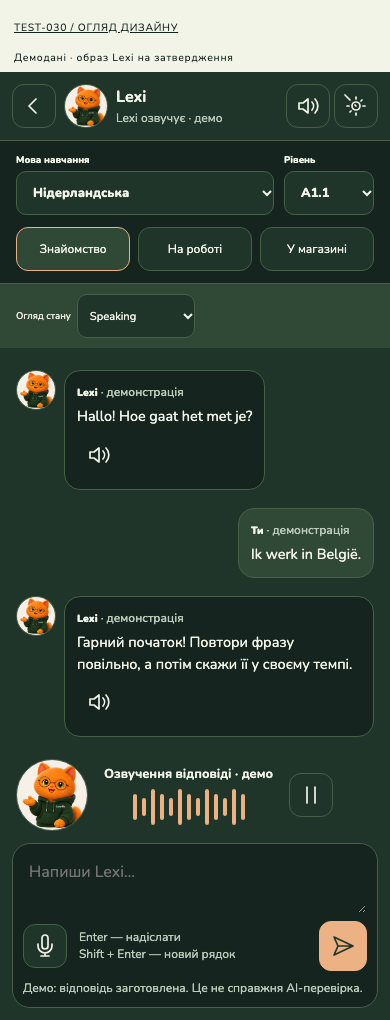 TEST-030 / ОГЛЯД ДИЗАЙНУ
Демодані · образ Lexi на затвердження
Lexi
Lexi озвучує · демо
Мова навчання
Рівень
Нідерландська
A1.1
Знайомство
На роботі
У магазині
Огляд стану
Speaking
Lexi · демонстрація
Hallo! Hoe gaat het met je?
Ти · демонстрація
Ik werk in België.
Lexi · демонстрація
Гарний початок! Повтори фразу
повільно, а потім скажи її у своєму темпі.
Озвучення відповіді · демо
Напиши Lexi...
Enter — надіслати
Shift + Enter — новий рядок
Демо: відповідь заготовлена. Це не справжня AI-перевірка.